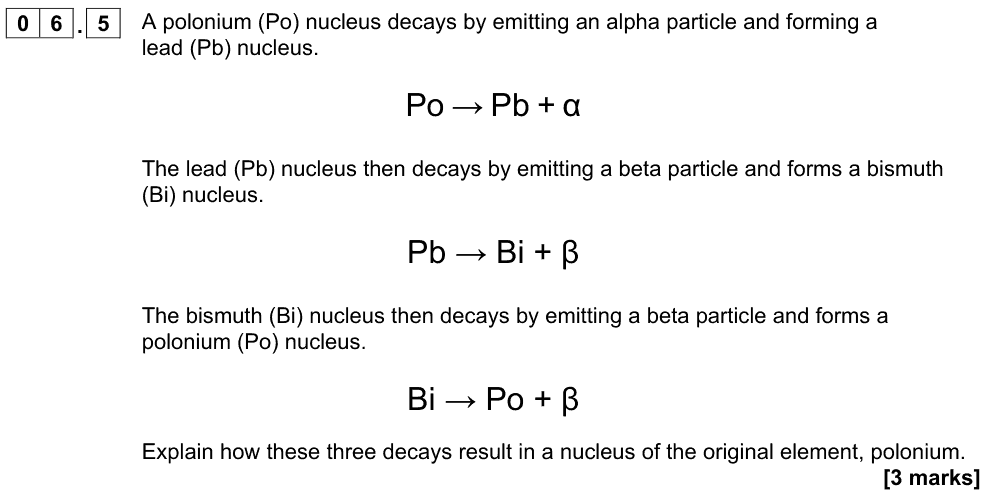 06.5 A polonium (Po) nucleus decays by emitting an alpha particle and forming a
lead (Pb) nucleus.
Po → Pb + α
The lead (Pb) nucleus then decays by emitting a beta particle and forms a bismuth
(Bi) nucleus.
Pb → Bi + β
The bismuth (Bi) nucleus then decays by emitting a beta particle and forms a
polonium (Po) nucleus.
Bi → Po + β
Explain how these three decays result in a nucleus of the original element, polonium.
[3 marks]